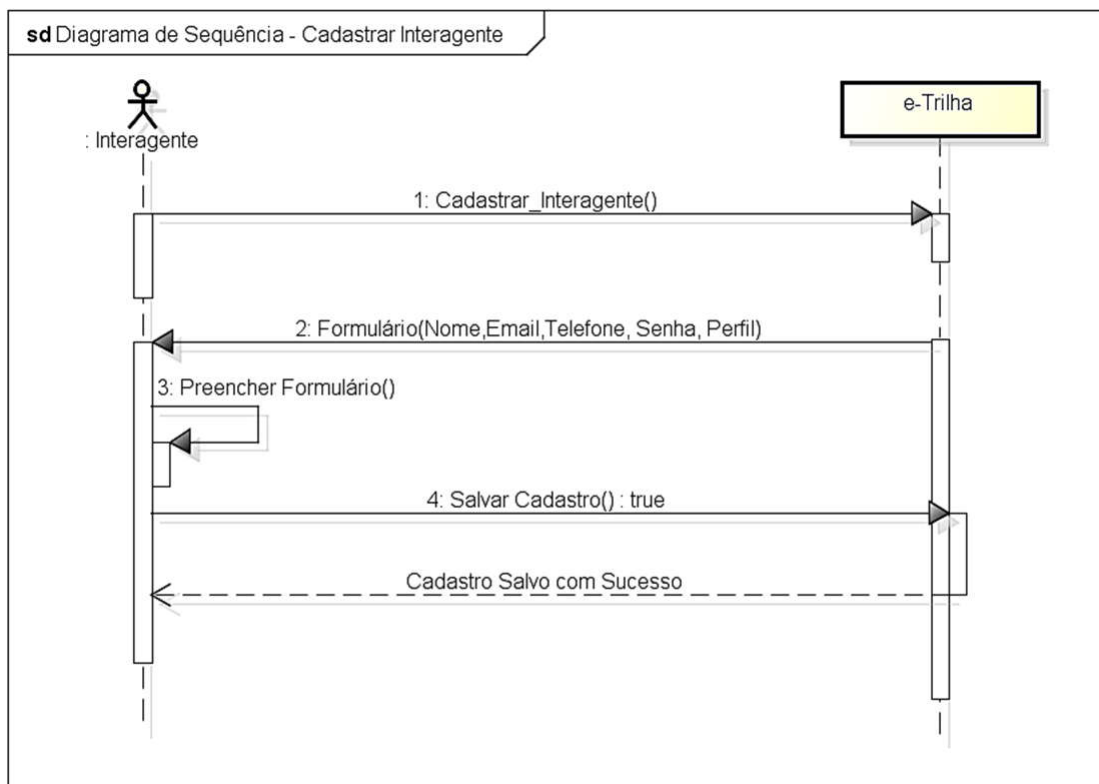 sd Diagrama de Sequência - Cadastrar Interagente
e-Trilha
: Interagente
1: Cadastrar_Interagente()
2: Formulário(Nome,Email,Telefone, Senha, Perfil)
3: Preencher Formulário()
4: Salvar Cadastro() : true
Cadastro Salvo com Sucesso